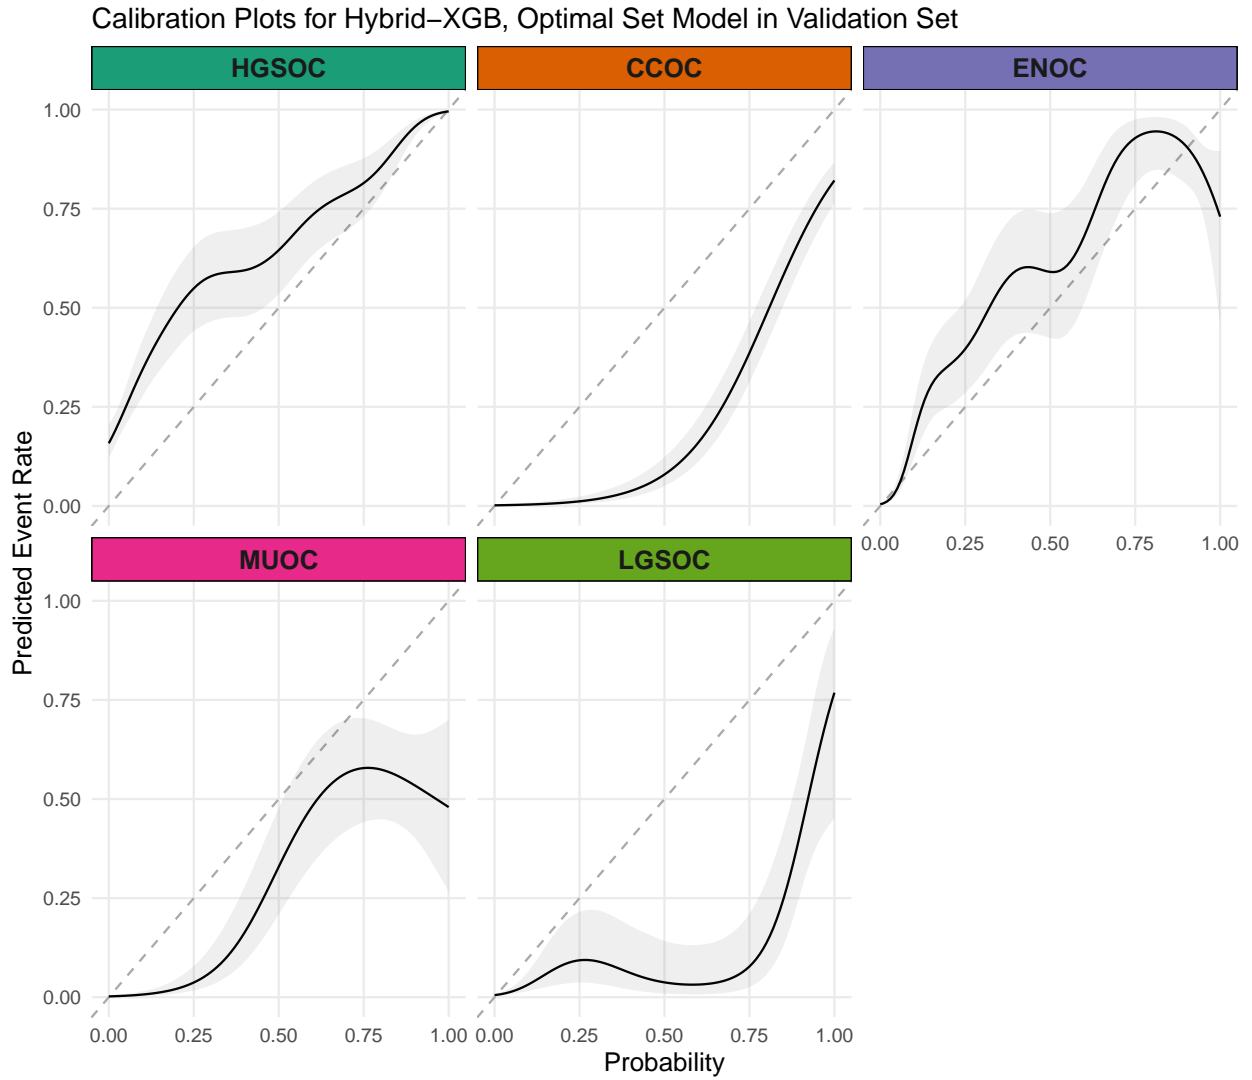 Calibration Plots for Hybrid−XGB, Optimal Set Model in Validation Set
HGSOC
CCOC
ENOC
1.00
0.75
0.50
0.25
0.00
0.00 0.25 0.50 0.75 1.00
MUOC
LGSOC
1.00
0.75
0.50
0.25
0.00
0.00 0.25 0.50 0.75 1.00
0.00 0.25 0.50 0.75 1.00
Predicted Event Rate
Probability